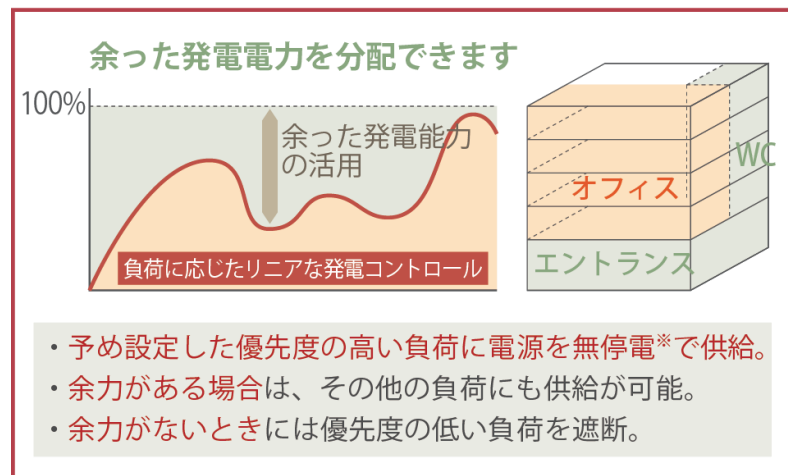 余った発電電力を分配できます
100%
余った発電能力
の活用
負荷に応じたリニアな発電コントロール
WC
オフィス
エントランス
・予め設定した優先度の高い負荷に電源を無停電※で供給。
・余力がある場合は、その他の負荷にも供給が可能。
・余力がないときには優先度の低い負荷を遮断。